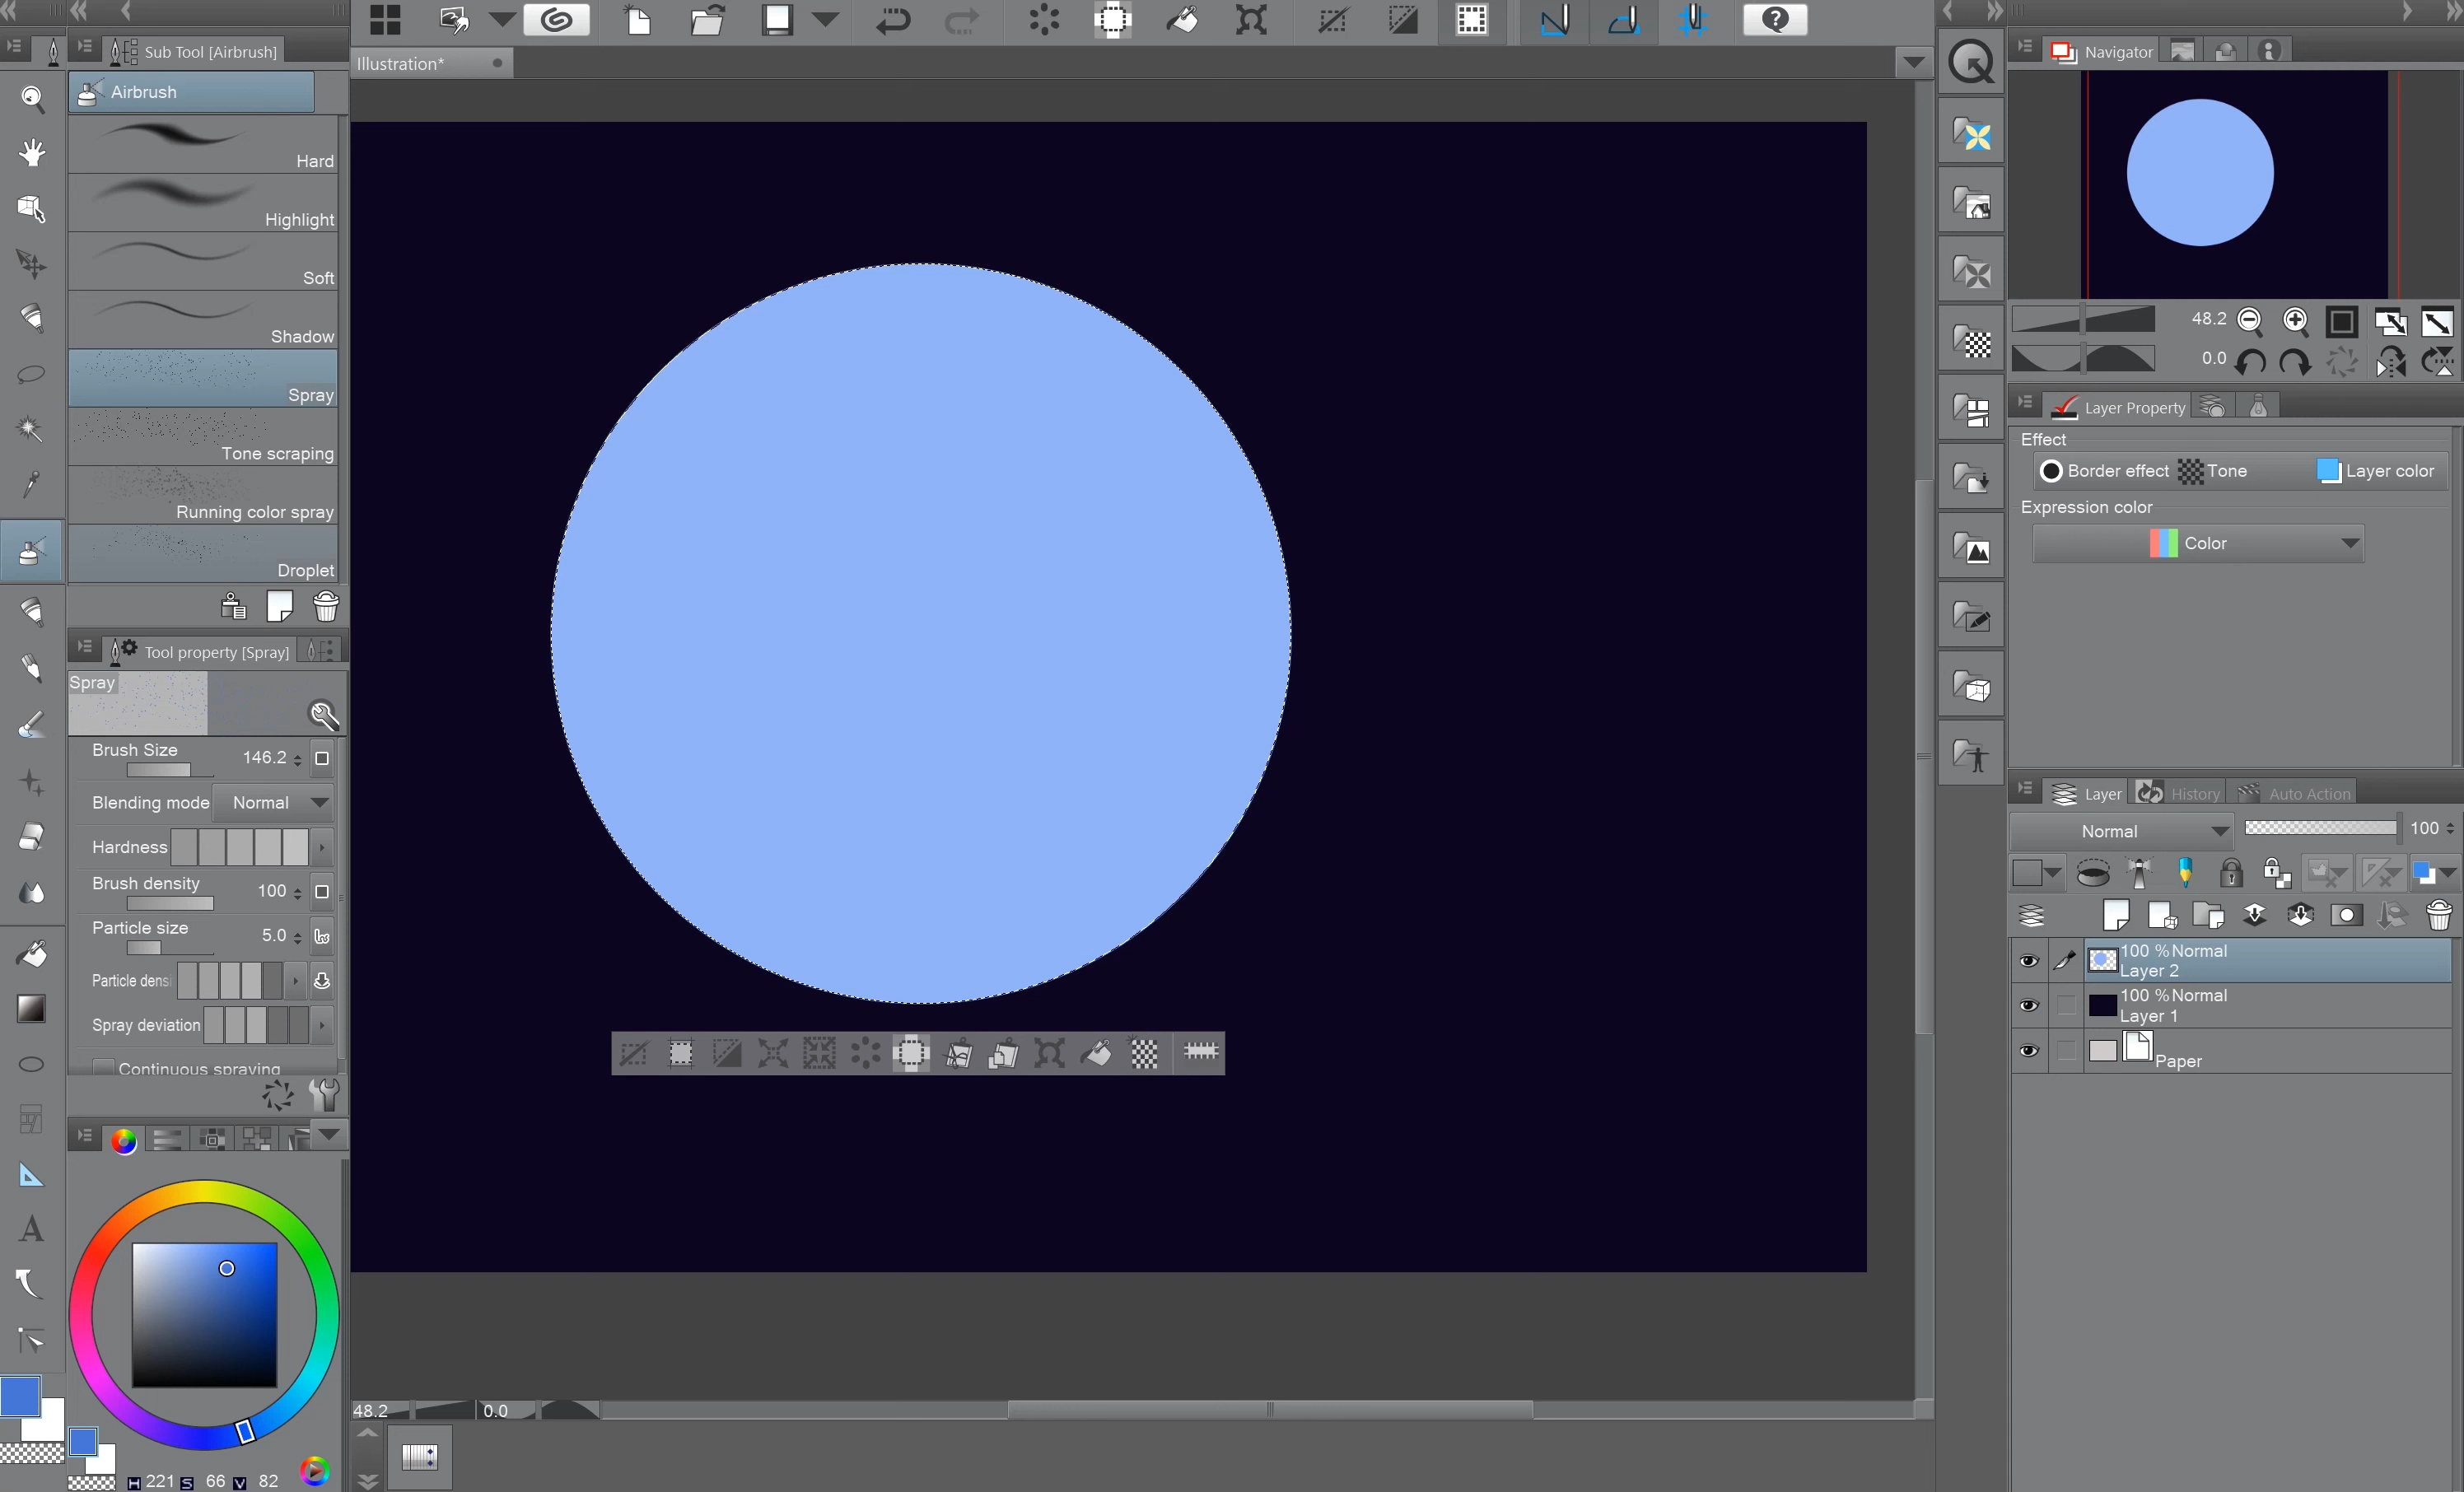 Sub Tool [Airbrush]
Airbrush
Hard
Highlight
Soft
Shadow
Spray
Tone scraping
Running color spray
Droplet
Tool property [Spray]
Spray
Brush Size 146.2
Blending mode Normal
Hardness
Brush density 100
Particle size 5.0
Particle densi
Spray deviation
Continuous spraying
H 221 S 66 V 82
Illustration*
48.2 0.0
Navigator
48.2
0.0
Layer Property
Effect
Border effect Tone Layer color
Expression color
Color
Layer History Auto Action
Normal 100
100 %Normal
Layer 2
100 %Normal
Layer 1
Paper